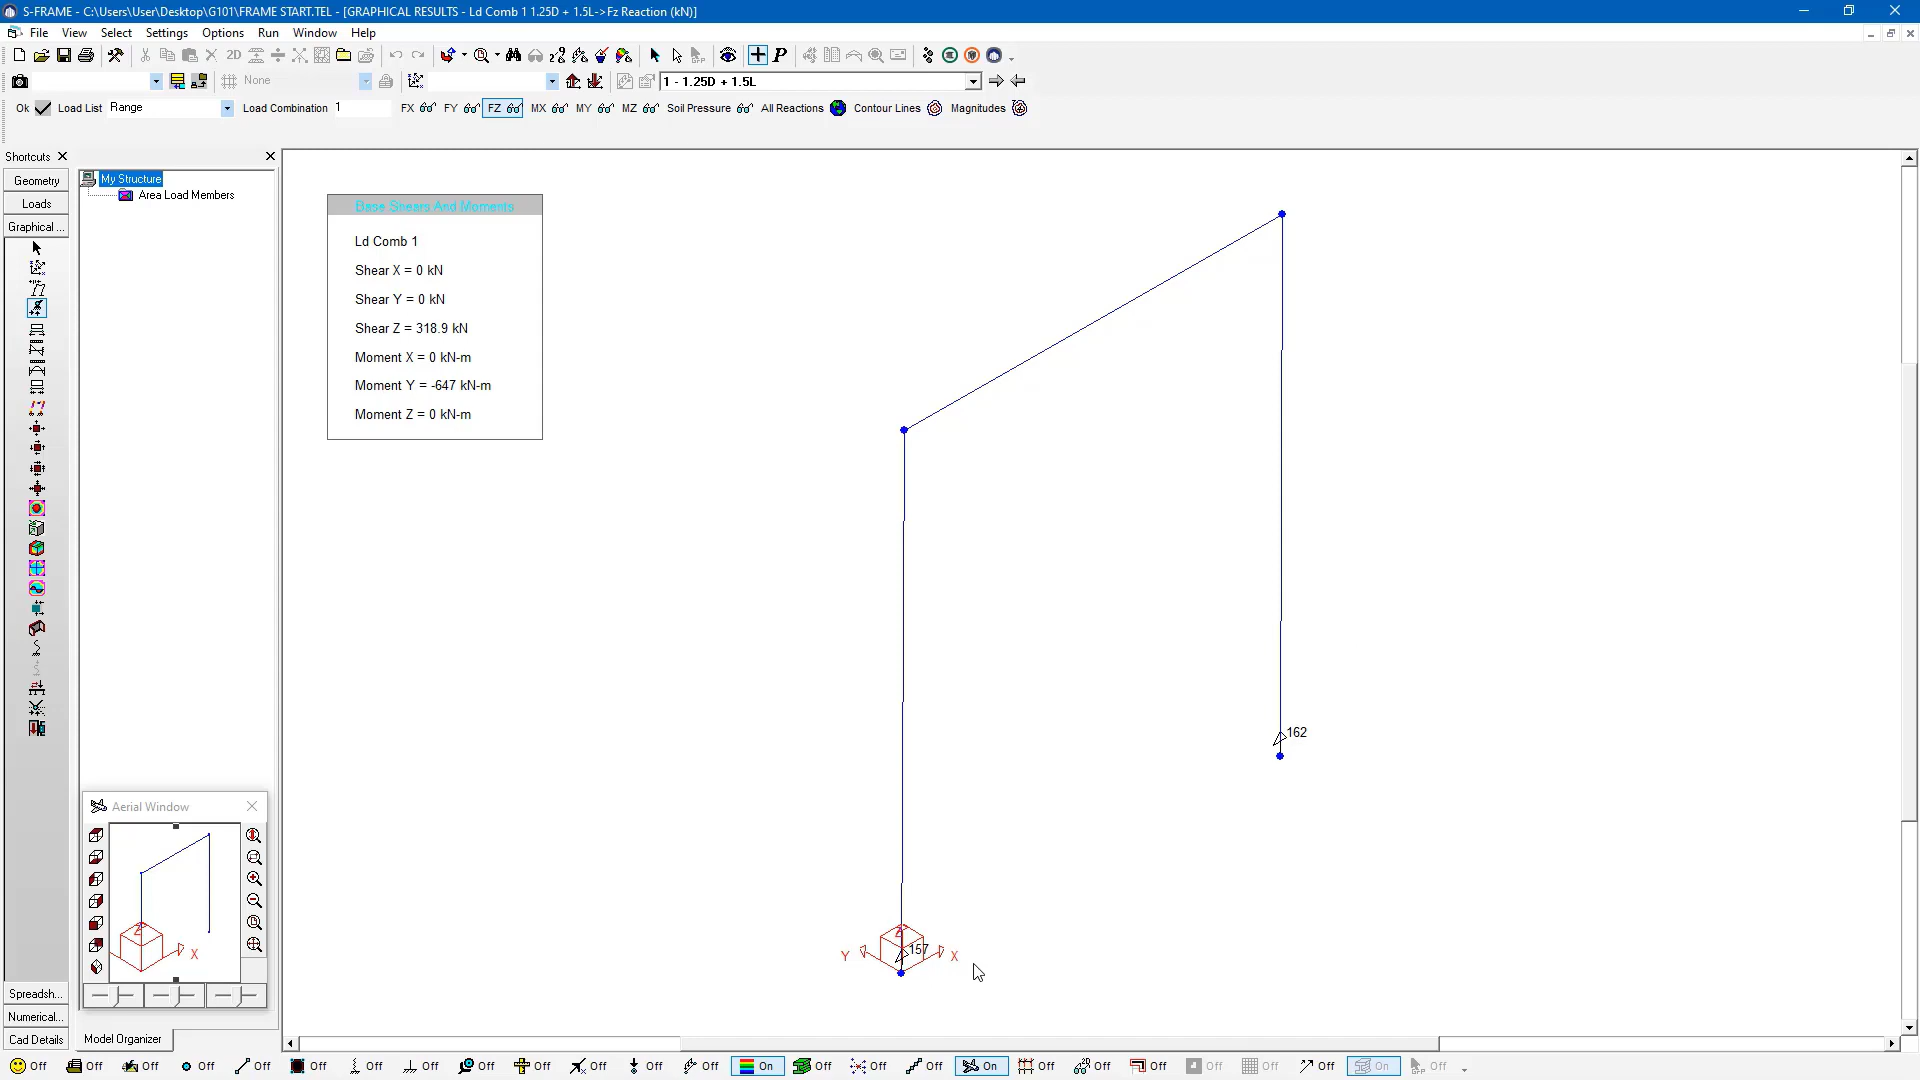 S-FRAME - C:\Users\User\Desktop\G101\FRAME START.TEL - [GRAPHICAL RESULTS - Ld Comb 1 1.25D + 1.5L->Fz Reaction (kN)]
File View Select Settings Options Run Window Help
2D
None 1 - 1.25D + 1.5L
Ok Load List Range Load Combination 1 FX FY FZ MX MY MZ Soil Pressure All Reactions Contour Lines Magnitudes
Shortcuts
Geometry
Loads
Graphical ...
My Structure
Area Load Members
Base Shears And Moments
Ld Comb 1
Shear X = 0 kN
Shear Y = 0 kN
Shear Z = 318.9 kN
Moment X = 0 kN-m
Moment Y = -647 kN-m
Moment Z = 0 kN-m
162
Z
157
Y X
Aerial Window
Z
X
Spreadsh...
Numerical...
Cad Details
Model Organizer
Off Off Off Off Off Off Off Off Off Off Off Off Off On Off Off Off On Off Off Off Off Off Off On Off